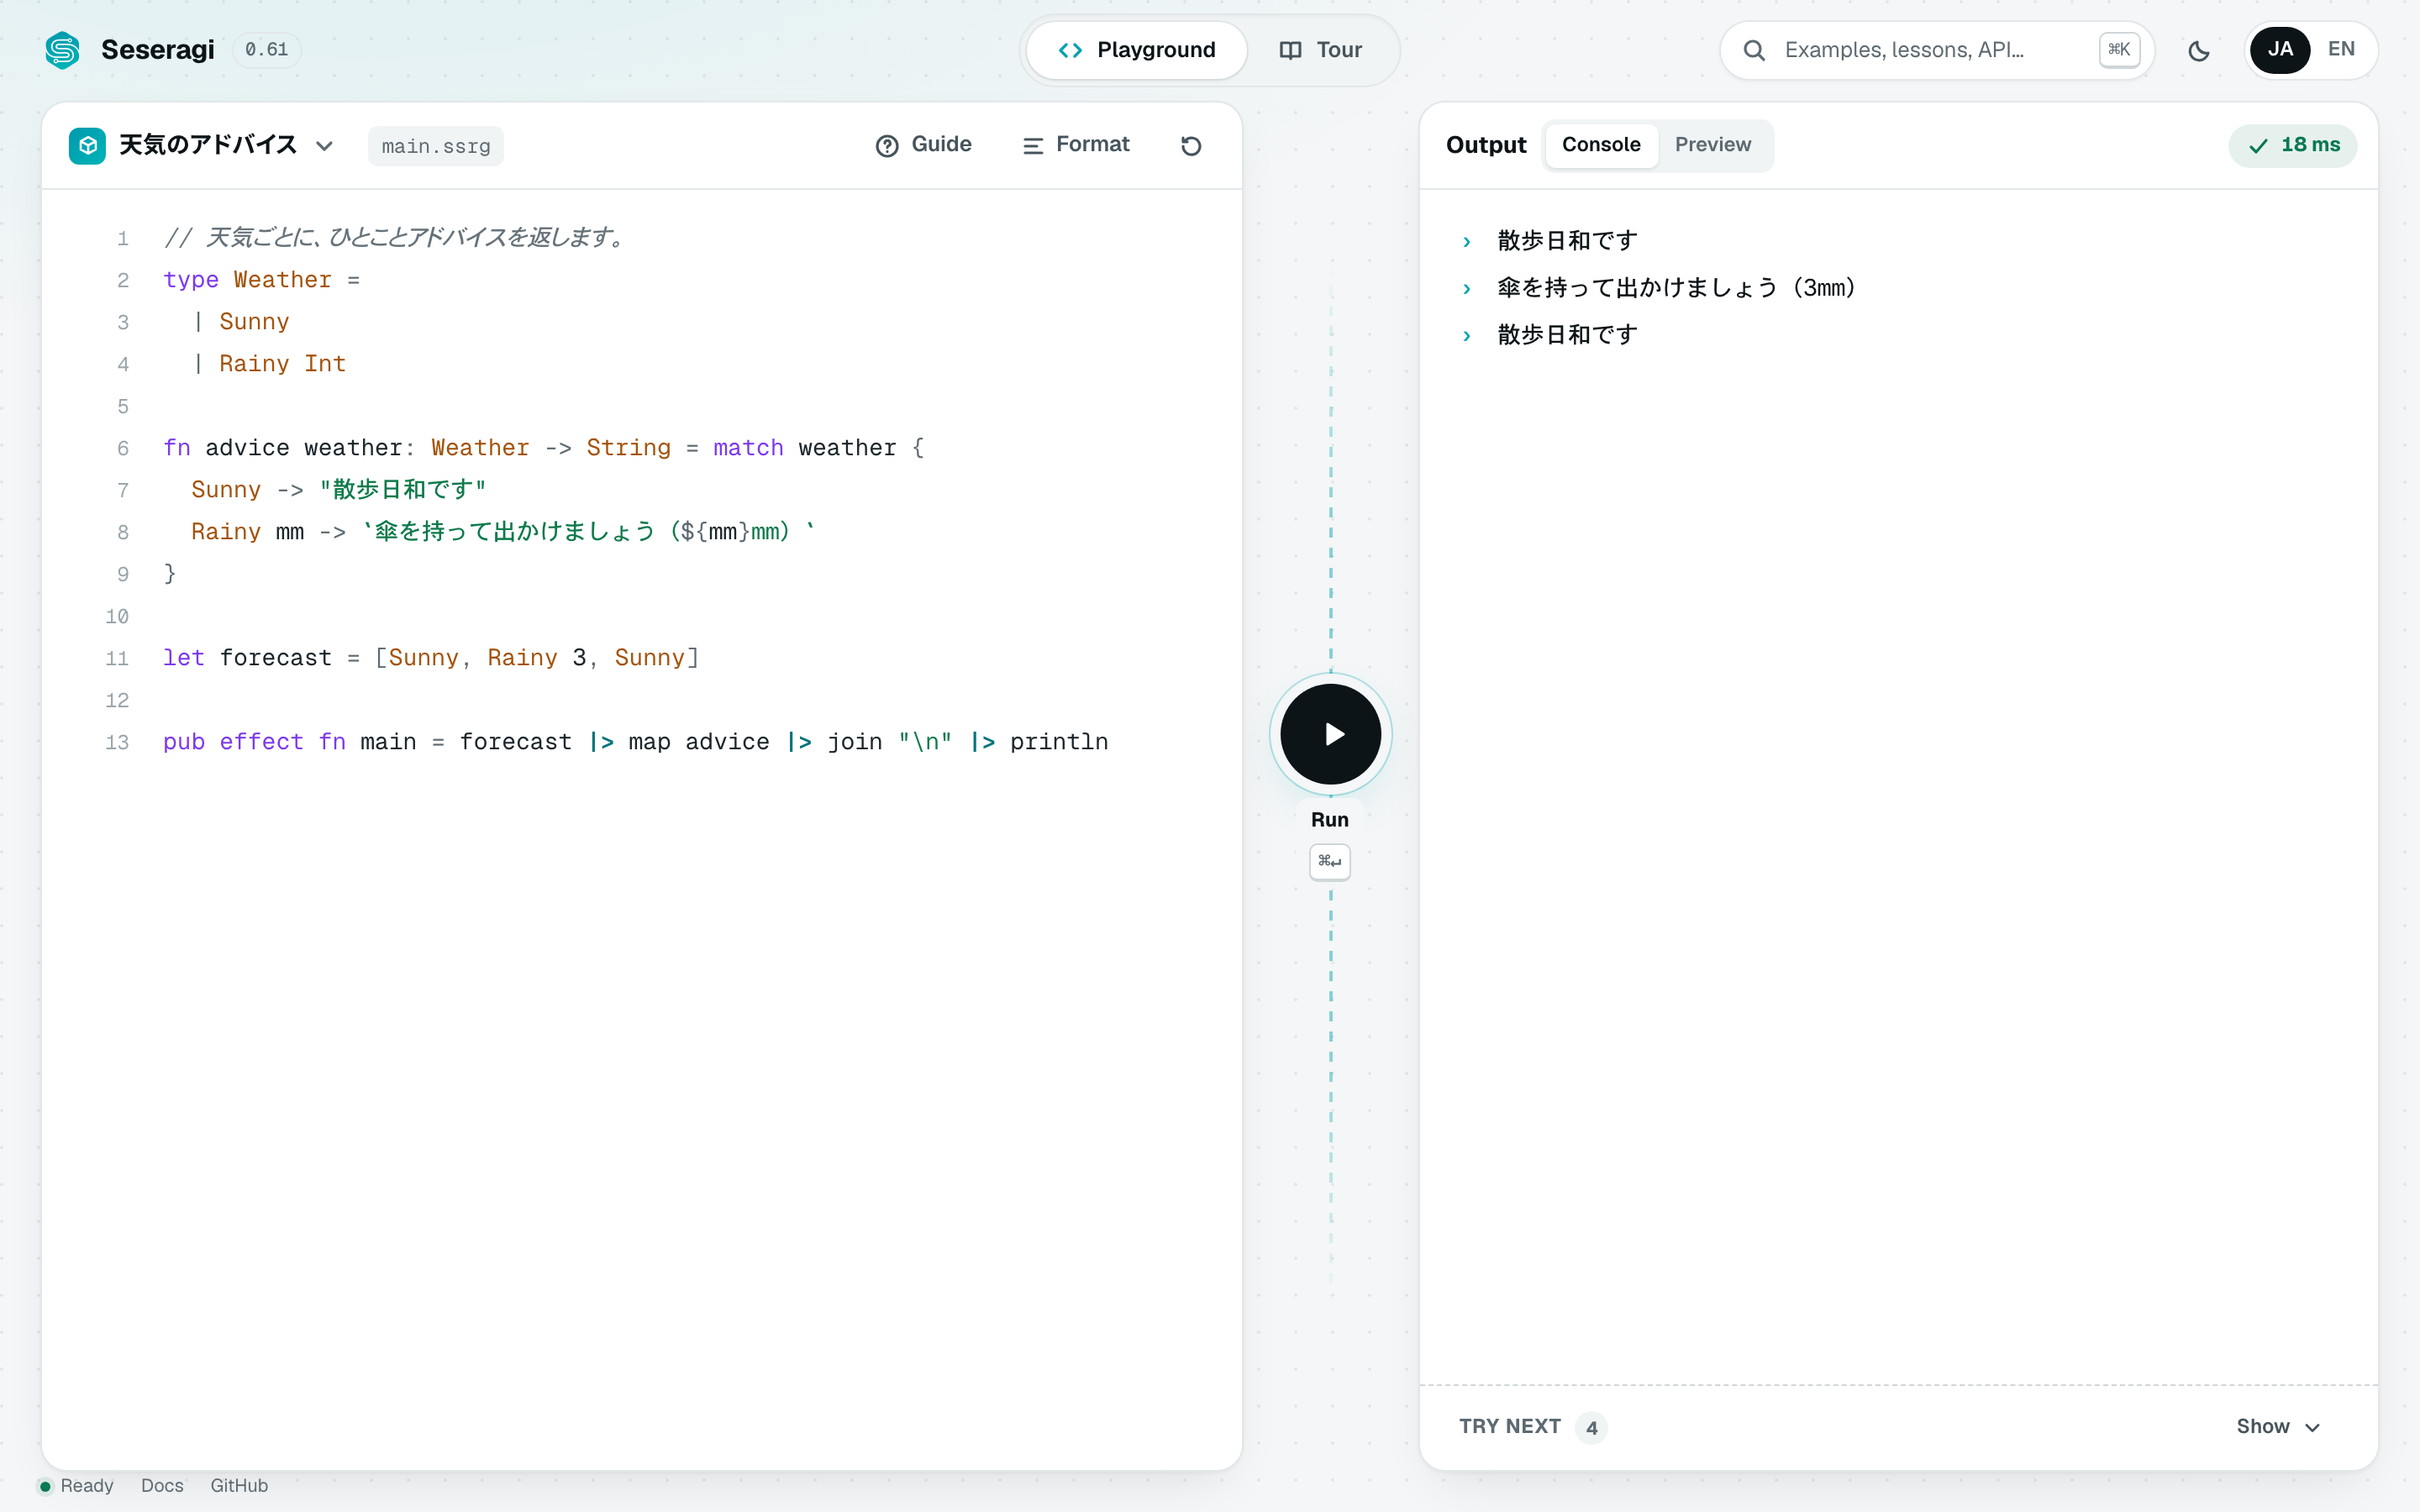 Seseragi 0.61
Playground
Tour
Examples, lessons, API...
⌘K
JA
EN
天気のアドバイス
main.ssrg
Guide
Format
1 // 天気ごとに、ひとことアドバイスを返します。
2 type Weather =
3   | Sunny
4   | Rainy Int
5
6 fn advice weather: Weather -> String = match weather {
7   Sunny -> "散歩日和です"
8   Rainy mm -> `傘を持って出かけましょう（${mm}mm）`
9 }
10
11 let forecast = [Sunny, Rainy 3, Sunny]
12
13 pub effect fn main = forecast |> map advice |> join "\n" |> println
Run
⌘↵
Output
Console
Preview
18 ms
› 散歩日和です
› 傘を持って出かけましょう（3mm）
› 散歩日和です
TRY NEXT 4
Show
Ready
Docs
GitHub